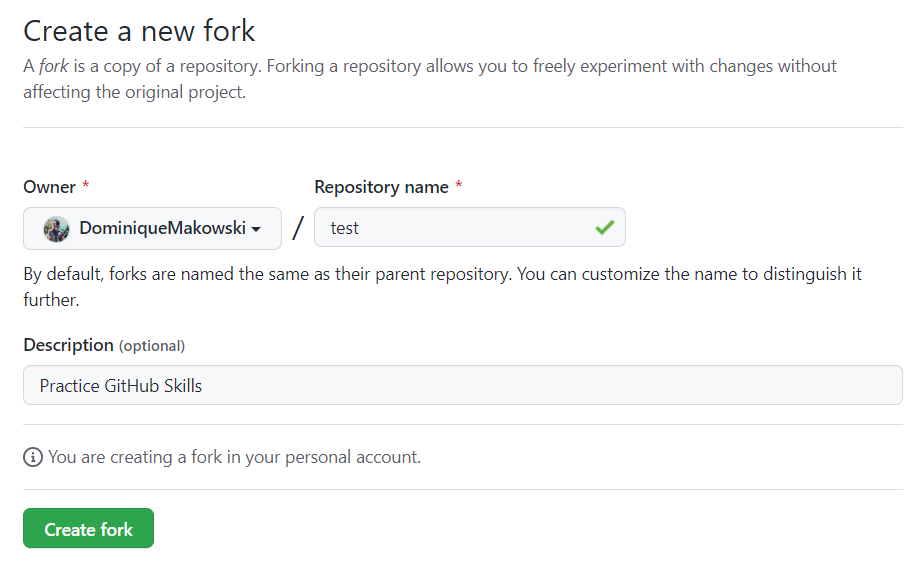 Create a new fork
A fork is a copy of a repository. Forking a repository allows you to freely experiment with changes without
affecting the original project.
Owner * Repository name *
DominiqueMakowski / test
By default, forks are named the same as their parent repository. You can customize the name to distinguish it
further.
Description (optional)
Practice GitHub Skills
You are creating a fork in your personal account.
Create fork